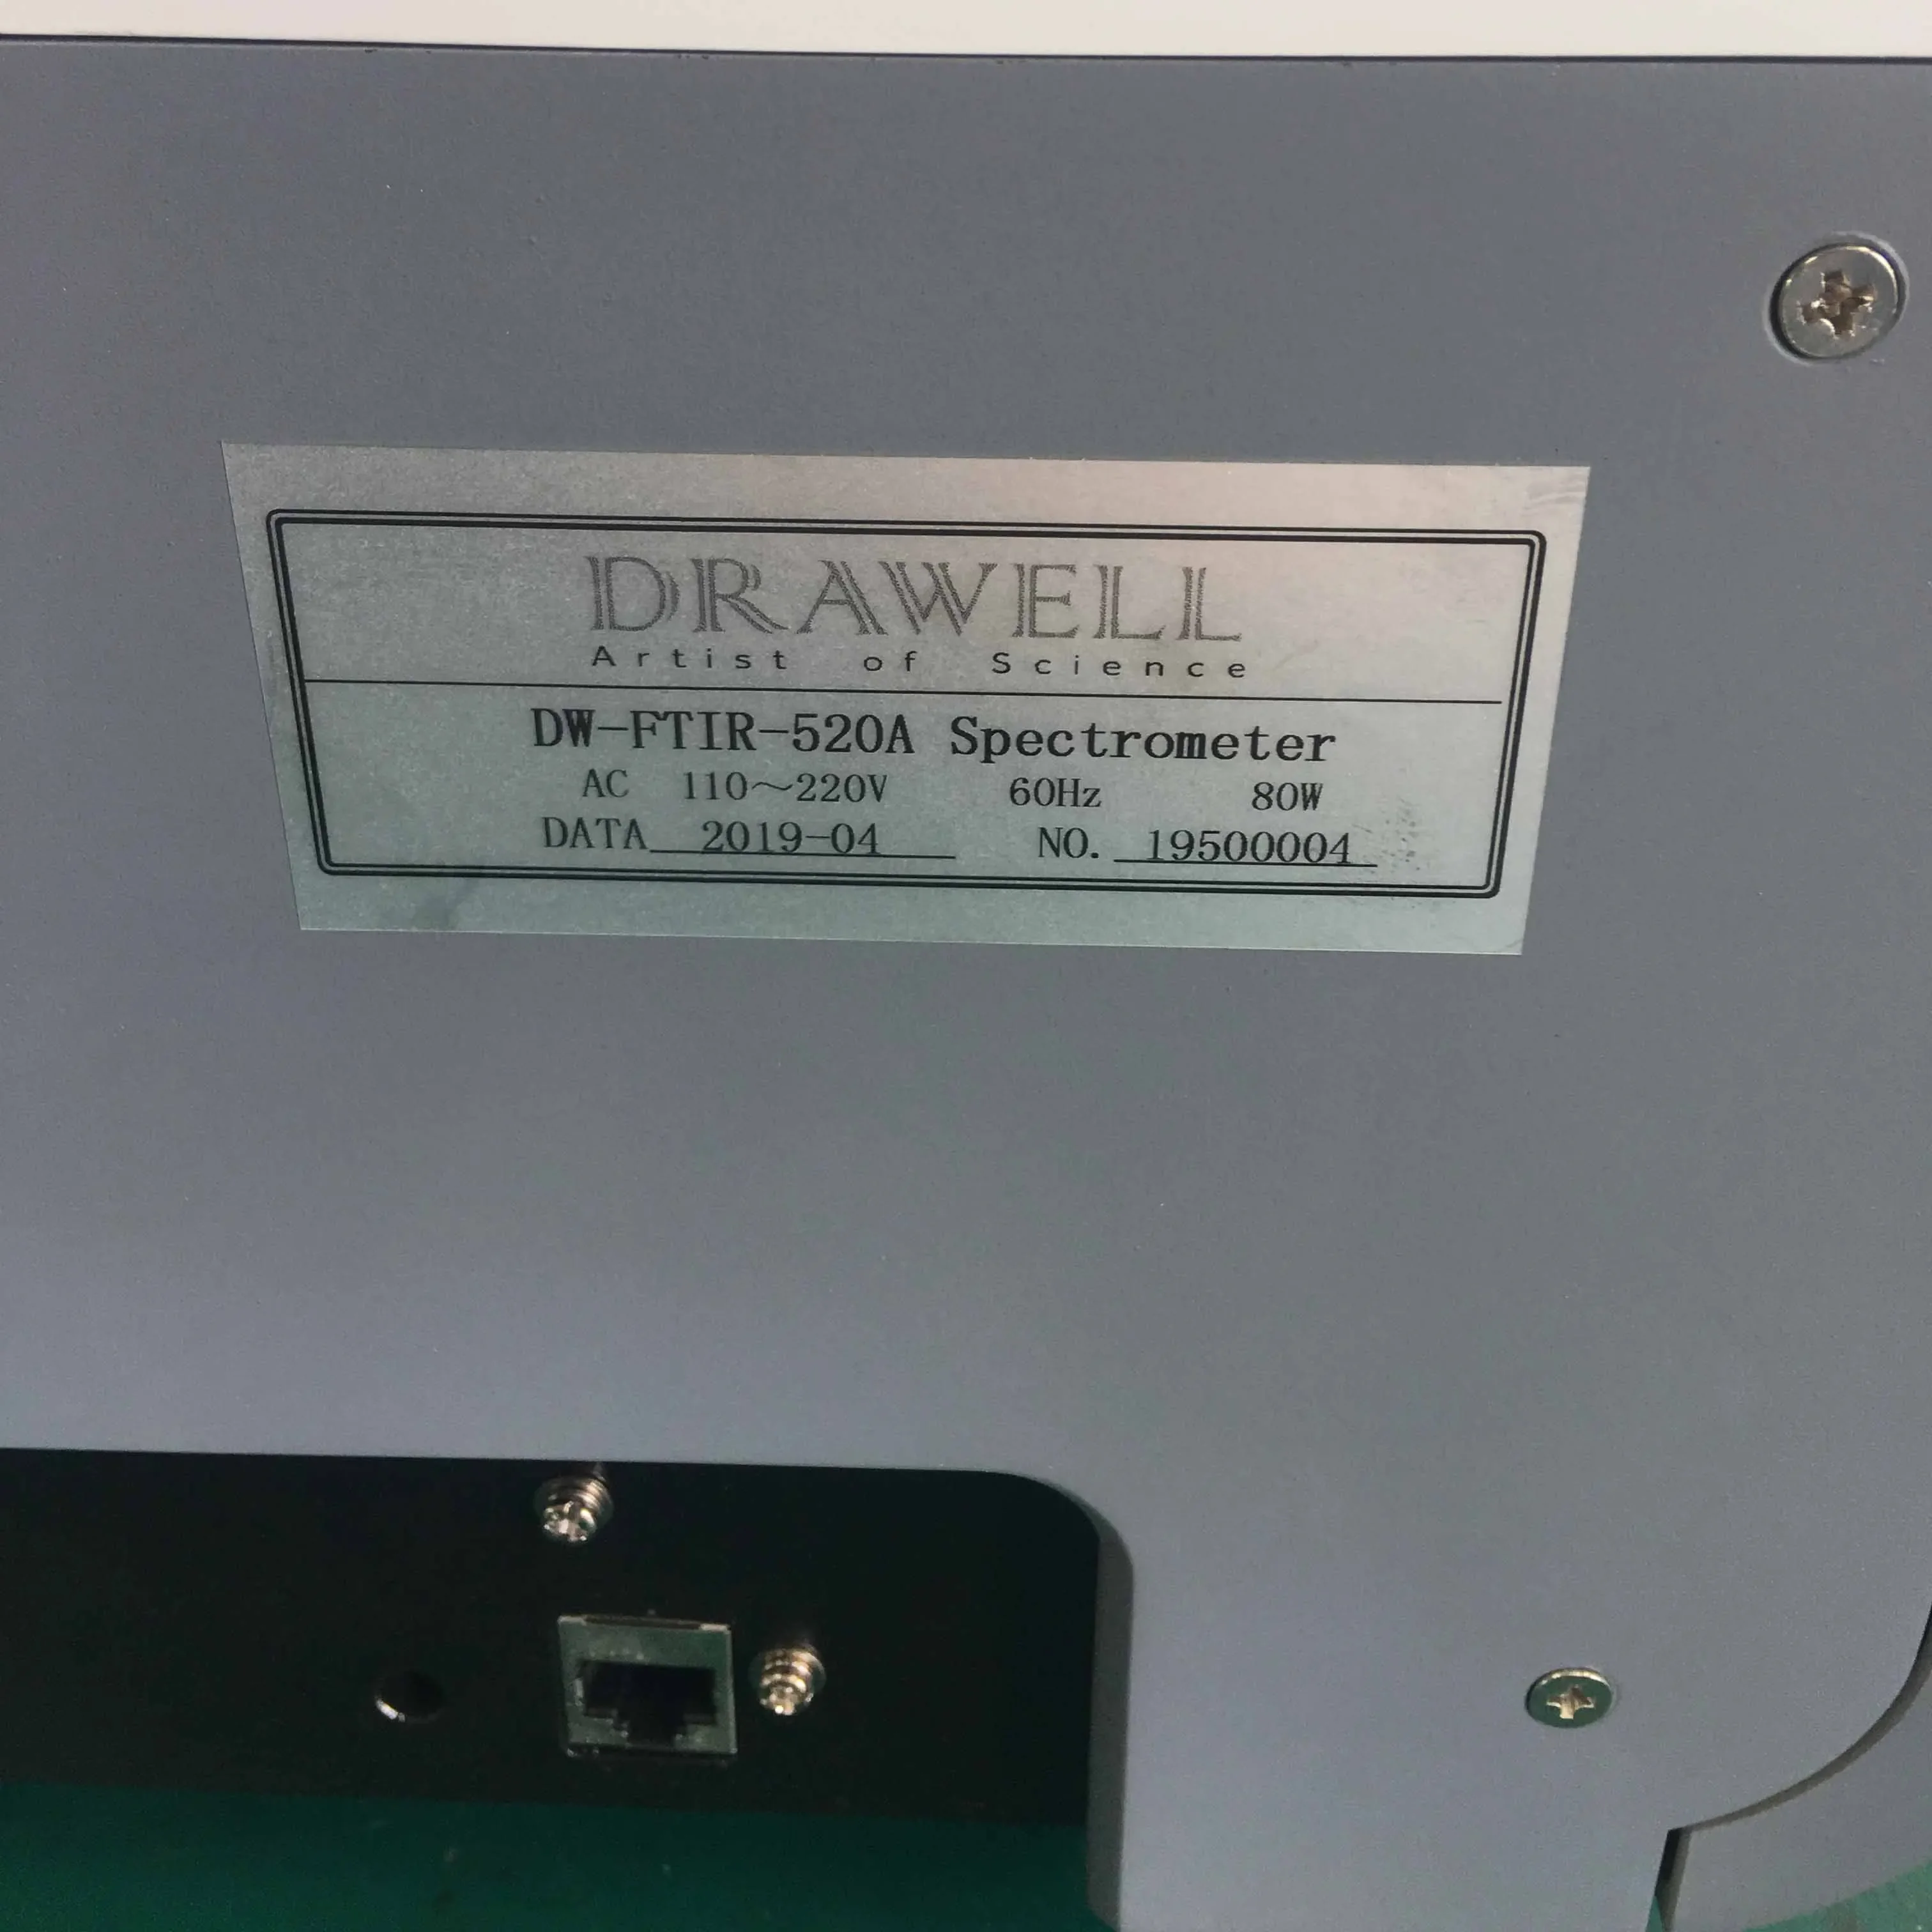 DRAWELL
Artist of Science
DW-FTIR-520A Spectrometer
AC 110～220V 60Hz 80W
DATA 2019-04 NO. 19500004